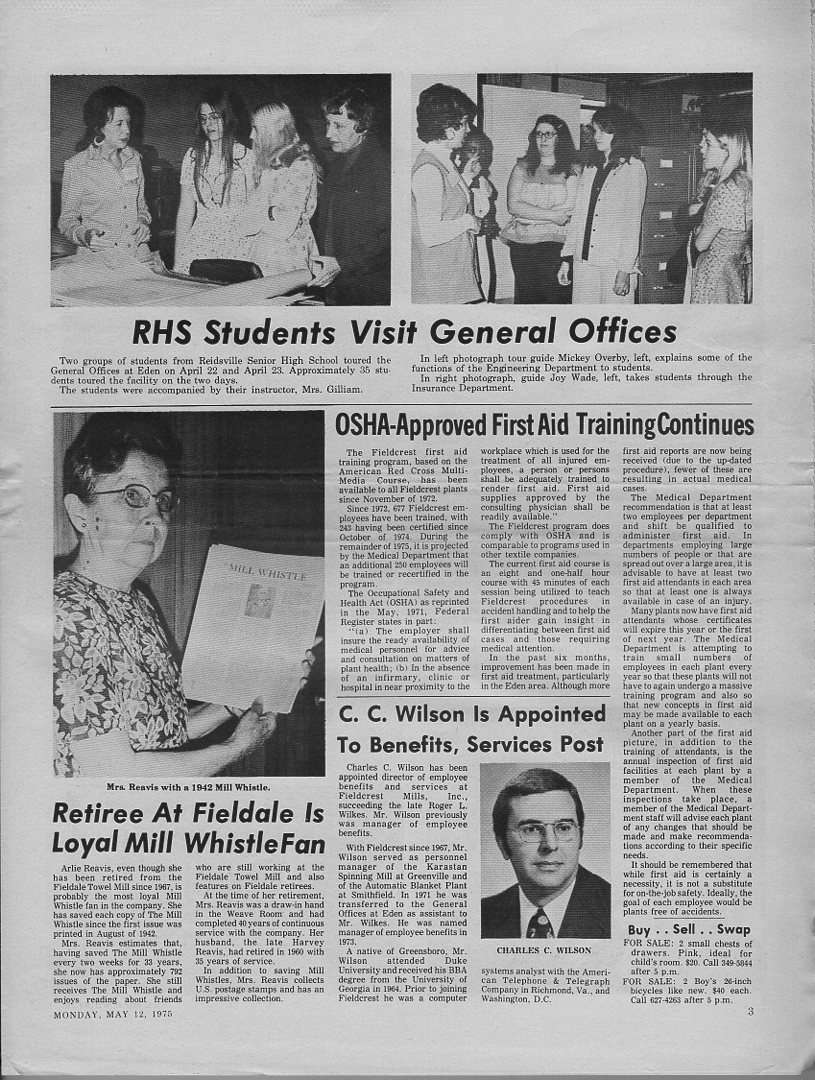 RHS Students Visit General Offices
Two groups of students from Reidsville Senior High School toured the
General Offices at Eden on April 22 and April 23. Approximately 35 stu-
dents toured the facility on the two days.
The students were accompanied by their instructor, Mrs. Gilliam.
In left photograph tour guide Mickey Overby, left, explains some of the
functions of the Engineering Department to students.
In right photograph, guide Joy Wade, left, takes students through the
Insurance Department.
"MILL WHISTLE"
Mrs. Reavis with a 1942 Mill Whistle.
Retiree At Fieldale Is
Loyal Mill Whistle Fan
Arlie Reavis, even though she
has been retired from the
Fieldale Towel Mill since 1967, is
probably the most loyal Mill
Whistle fan in the company. She
has saved each copy of The Mill
Whistle since the first issue was
printed in August of 1942.
Mrs. Reavis estimates that,
having saved The Mill Whistle
every two weeks for 33 years,
she now has approximately 792
issues of the paper. She still
receives The Mill Whistle and
enjoys reading about friends
who are still working at the
Fieldale Towel Mill and also
features on Fieldale retirees.
At the time of her retirement,
Mrs. Reavis was a draw-in hand
in the Weave Room and had
completed 40 years of continuous
service with the company. Her
husband, the late Harvey
Reavis, had retired in 1960 with
35 years of service.
In addition to saving Mill
Whistles, Mrs. Reavis collects
U.S. postage stamps and has an
impressive collection.
OSHA-Approved First Aid Training Continues
The Fieldcrest first aid
training program, based on the
American Red Cross Multi-
Media Course, has been
available to all Fieldcrest plants
since November of 1972.
Since 1972, 677 Fieldcrest em-
ployees have been trained, with
243 having been certified since
October of 1974. During the
remainder of 1975, it is projected
by the Medical Department that
an additional 250 employees will
be trained or recertified in the
program.
The Occupational Safety and
Health Act (OSHA) as reprinted
in the May, 1971, Federal
Register states in part:
"(a) The employer shall
insure the ready availability of
medical personnel for advice
and consultation on matters of
plant health; (b) In the absence
of an infirmary, clinic or
hospital in near proximity to the
workplace which is used for the
treatment of all injured em-
ployees, a person or persons
shall be adequately trained to
render first aid. First aid
supplies approved by the
consulting physician shall be
readily available."
The Fieldcrest program does
comply with OSHA and is
comparable to programs used in
other textile companies.
The current first aid course is
an eight and one-half hour
course with 45 minutes of each
session being utilized to teach
Fieldcrest procedures in
accident handling and to help the
first aider gain insight in
differentiating between first aid
cases and those requiring
medical attention.
In the past six months,
improvement has been made in
first aid treatment, particularly
in the Eden area. Although more
first aid reports are now being
received (due to the up-dated
procedure), fewer of these are
resulting in actual medical
cases.
The Medical Department
recommendation is that at least
two employees per department
and shift be qualified to
administer first aid. In
departments employing large
numbers of people or that are
spread out over a large area, it is
advisable to have at least two
first aid attendants in each area
so that at least one is always
available in case of an injury.
Many plants now have first aid
attendants whose certificates
will expire this year or the first
of next year. The Medical
Department is attempting to
train small numbers of
employees in each plant every
year so that these plants will not
have to again undergo a massive
training program and also so
that new concepts in first aid
may be made available to each
plant on a yearly basis.
Another part of the first aid
picture, in addition to the
training of attendants, is the
annual inspection of first aid
facilities at each plant by a
member of the Medical
Department. When these
inspections take place, a
member of the Medical Depart-
ment staff will advise each plant
of any changes that should be
made and make recommenda-
tions according to their specific
needs.
It should be remembered that
while first aid is certainly a
necessity, it is not a substitute
for on-the-job safety. Ideally, the
goal of each employee would be
plants free of accidents.
C. C. Wilson Is Appointed
To Benefits, Services Post
Charles C. Wilson has been
appointed director of employee
benefits and services at
Fieldcrest Mills, Inc.,
succeeding the late Roger L.
Wilkes. Mr. Wilson previously
was manager of employee
benefits.
With Fieldcrest since 1967, Mr.
Wilson served as personnel
manager of the Karastan
Spinning Mill at Greenville and
of the Automatic Blanket Plant
at Smithfield. In 1971 he was
transferred to the General
Offices at Eden as assistant to
Mr. Wilkes. He was named
manager of employee benefits in
1973.
A native of Greensboro, Mr.
Wilson attended Duke
University and received his BBA
degree from the University of
Georgia in 1964. Prior to joining
Fieldcrest he was a computer
CHARLES C. WILSON
systems analyst with the Ameri-
can Telephone & Telegraph
Company in Richmond, Va., and
Washington, D.C.
Buy . . Sell . . Swap
FOR SALE: 2 small chests of
drawers. Pink, ideal for
child's room. $20. Call 349-5844
after 5 p.m.
FOR SALE: 2 Boy's 26-inch
bicycles like new. $40 each.
Call 627-4263 after 5 p.m.
MONDAY, MAY 12, 1975
3